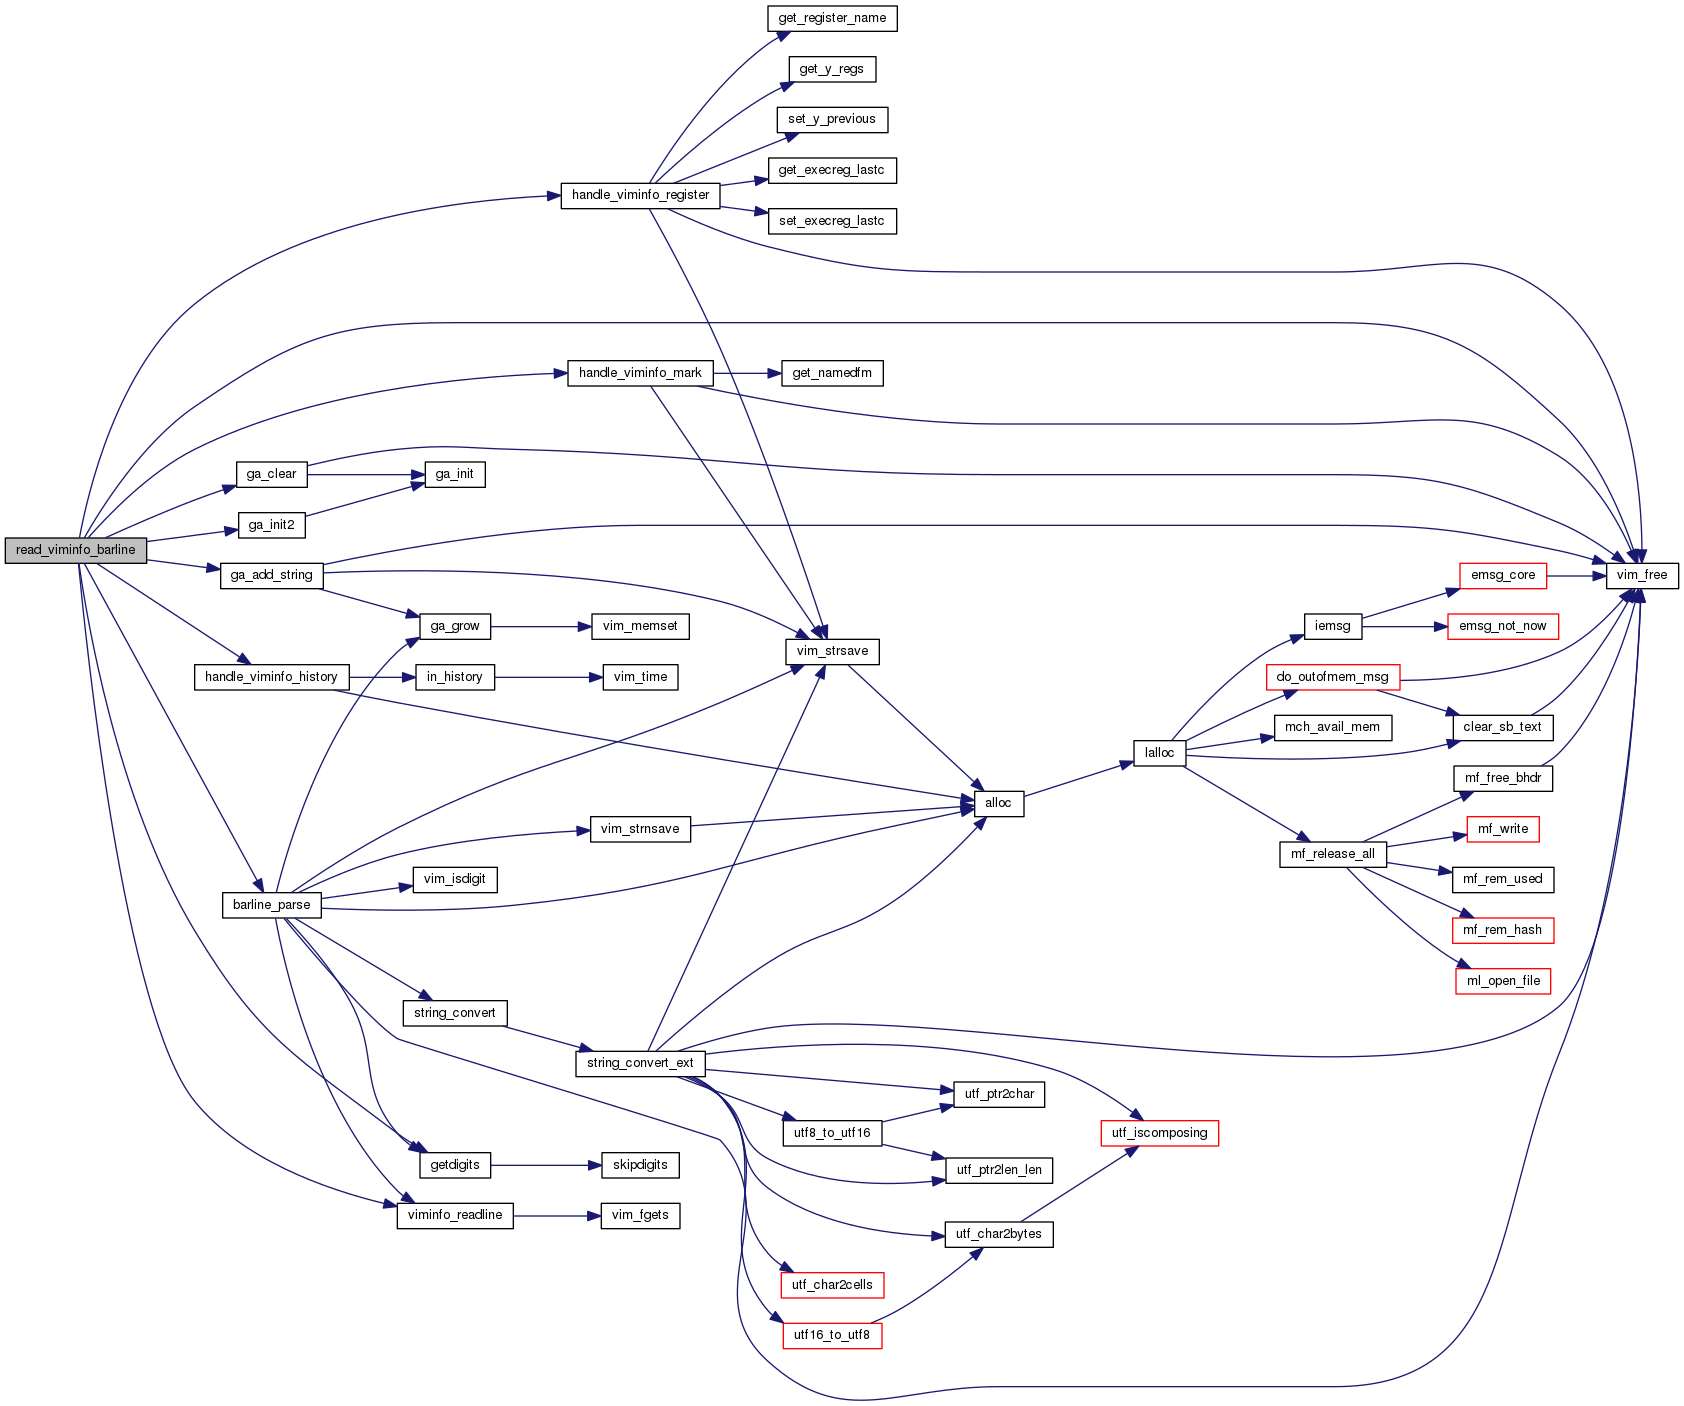 get_register_name
get_y_regs
set_y_previous
get_execreg_lastc
handle_viminfo_register
set_execreg_lastc
handle_viminfo_mark
get_namedfm
ga_clear
ga_init
ga_init2
read_viminfo_barline
ga_add_string
emsg_core
vim_free
ga_grow
vim_memset
iemsg
emsg_not_now
vim_strsave
handle_viminfo_history
in_history
vim_time
do_outofmem_msg
mch_avail_mem
clear_sb_text
lalloc
mf_free_bhdr
alloc
vim_strnsave
mf_write
mf_release_all
vim_isdigit
mf_rem_used
barline_parse
mf_rem_hash
ml_open_file
string_convert
string_convert_ext
utf_ptr2char
utf8_to_utf16
utf_iscomposing
getdigits
skipdigits
utf_ptr2len_len
viminfo_readline
vim_fgets
utf_char2bytes
utf_char2cells
utf16_to_utf8